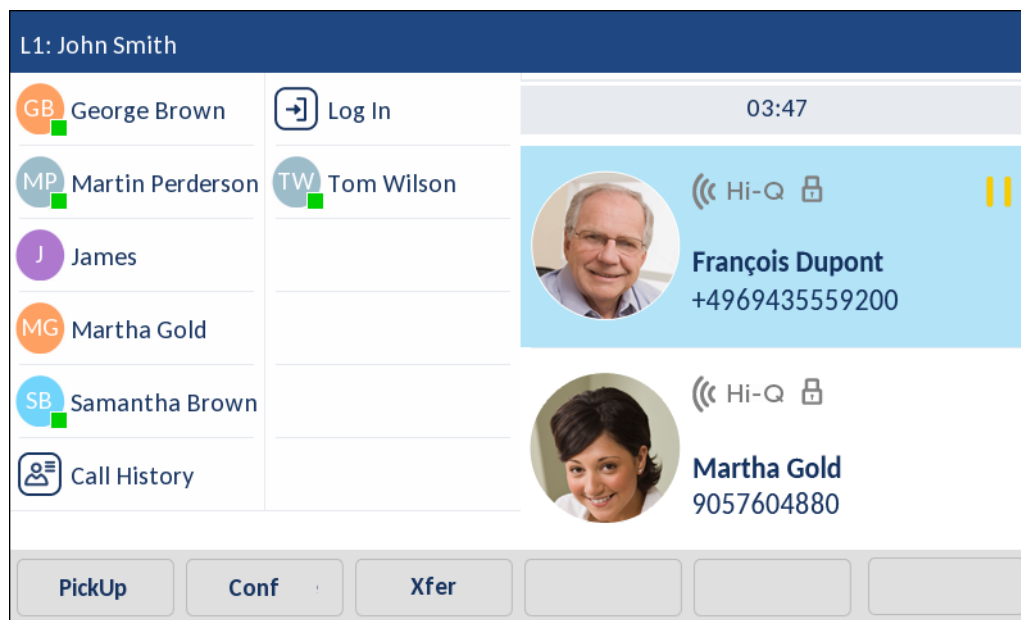 L1: John Smith
GB George Brown
MP Martin Perderson
J James
MG Martha Gold
SB Samantha Brown
Call History
Log In
TW Tom Wilson
03:47
Hi-Q
François Dupont
+4969435559200
Hi-Q
Martha Gold
9057604880
PickUp
Conf
Xfer